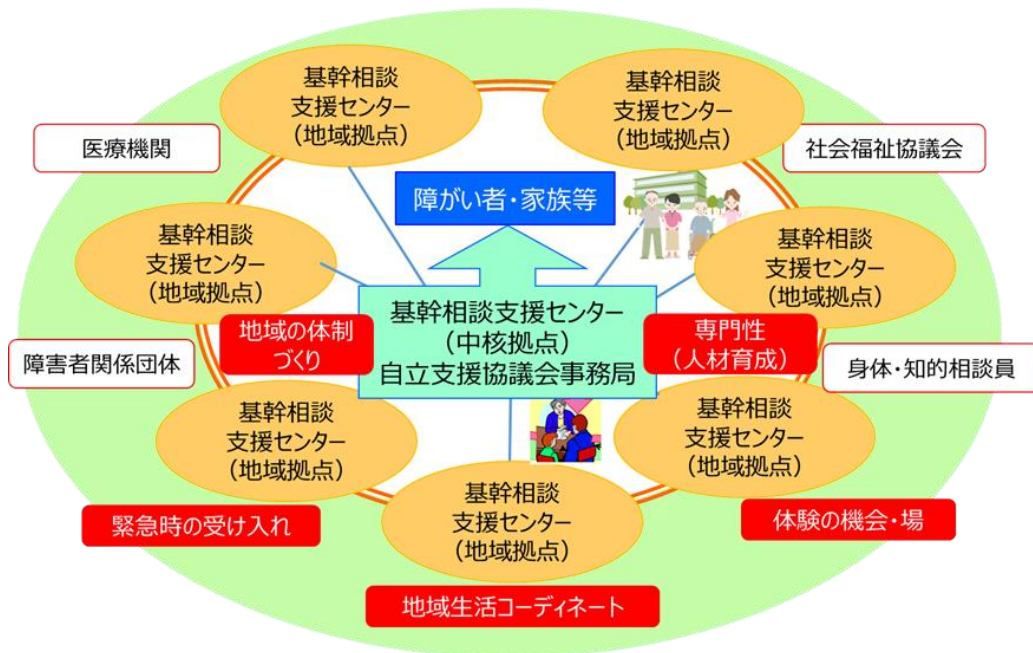 基幹相談
支援センター
（地域拠点）
基幹相談
支援センター
（地域拠点）
医療機関
社会福祉協議会
障がい者・家族等
基幹相談
支援センター
（地域拠点）
基幹相談
支援センター
（地域拠点）
基幹相談支援センター
（中核拠点）
自立支援協議会事務局
地域の体制
づくり
専門性
（人材育成）
障害者関係団体
身体・知的相談員
基幹相談
支援センター
（地域拠点）
基幹相談
支援センター
（地域拠点）
基幹相談
支援センター
（地域拠点）
緊急時の受け入れ
体験の機会・場
地域生活コーディネート